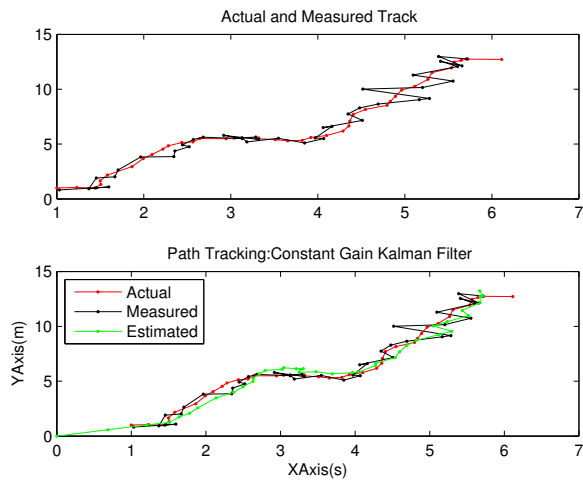 Actual and Measured Track
15
10
5
0
1 2 3 4 5 6 7
Path Tracking:Constant Gain Kalman Filter
15
10
5
0
YAxis(m)
Actual
Measured
Estimated
0 1 2 3 4 5 6 7
XAxis(s)